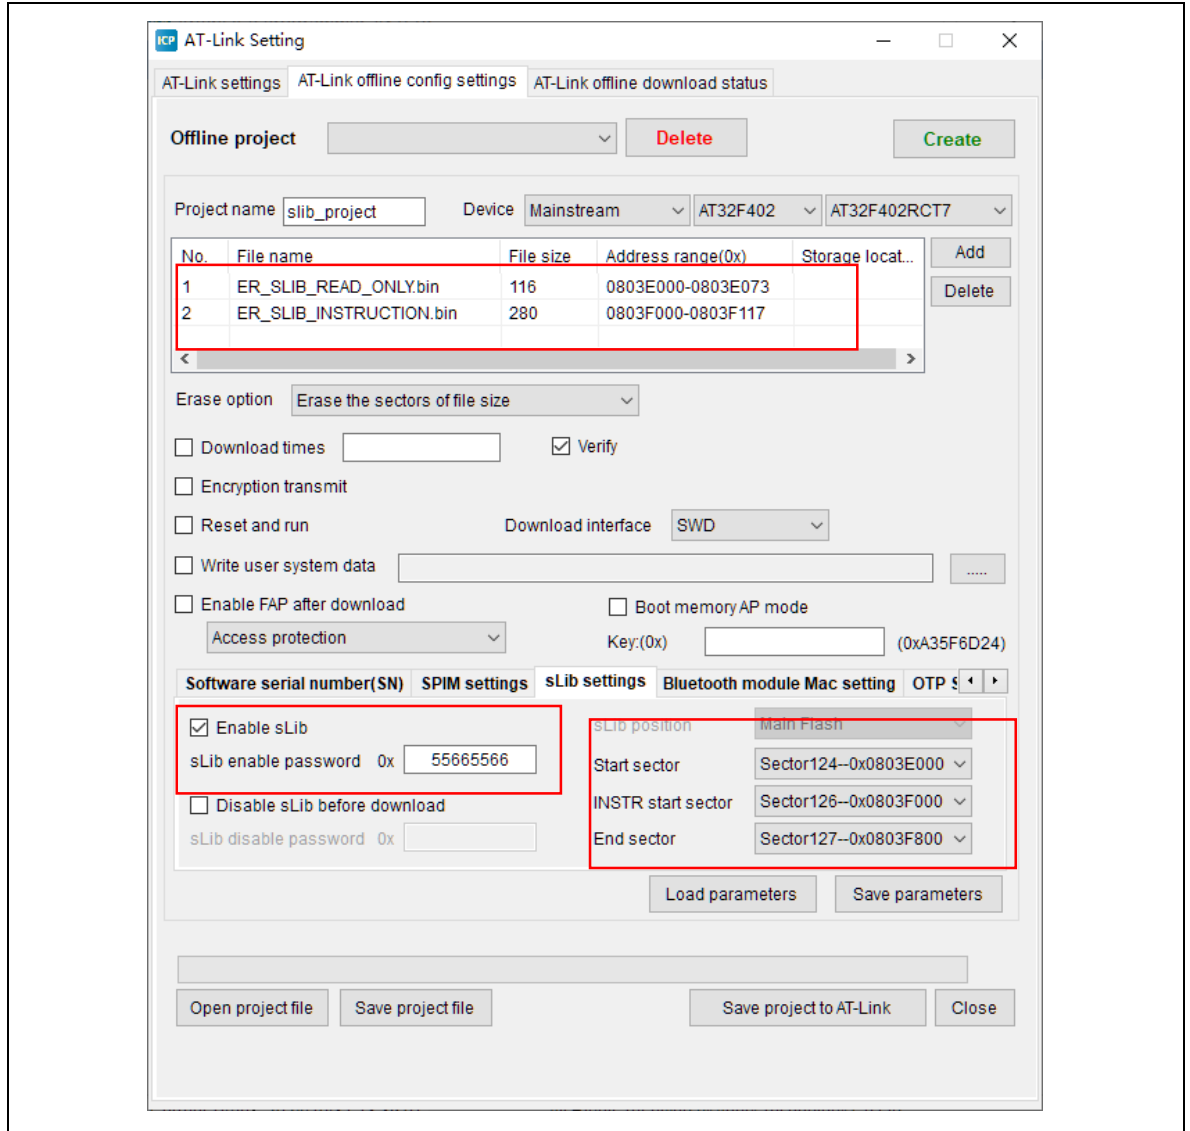 ICP AT-Link Setting
AT-Link settings AT-Link offline config settings AT-Link offline download status
Offline project Delete Create
Project name slib_project Device Mainstream AT32F402 AT32F402RCT7
No. File name File size Address range(0x) Storage locat... Add
1 ER_SLIB_READ_ONLY.bin 116 0803E000-0803E073 Delete
2 ER_SLIB_INSTRUCTION.bin 280 0803F000-0803F117
Erase option Erase the sectors of file size
Download times Verify
Encryption transmit
Reset and run Download interface SWD
Write user system data .....
Enable FAP after download Boot memory AP mode
Access protection Key:(0x) (0xA35F6D24)
Software serial number(SN) SPIM settings sLib settings Bluetooth module Mac setting OTP S
Enable sLib sLib position Main Flash
sLib enable password 0x 55665566 Start sector Sector124--0x0803E000
Disable sLib before download INSTR start sector Sector126--0x0803F000
sLib disable password 0x End sector Sector127--0x0803F800
Load parameters Save parameters
Open project file Save project file Save project to AT-Link Close